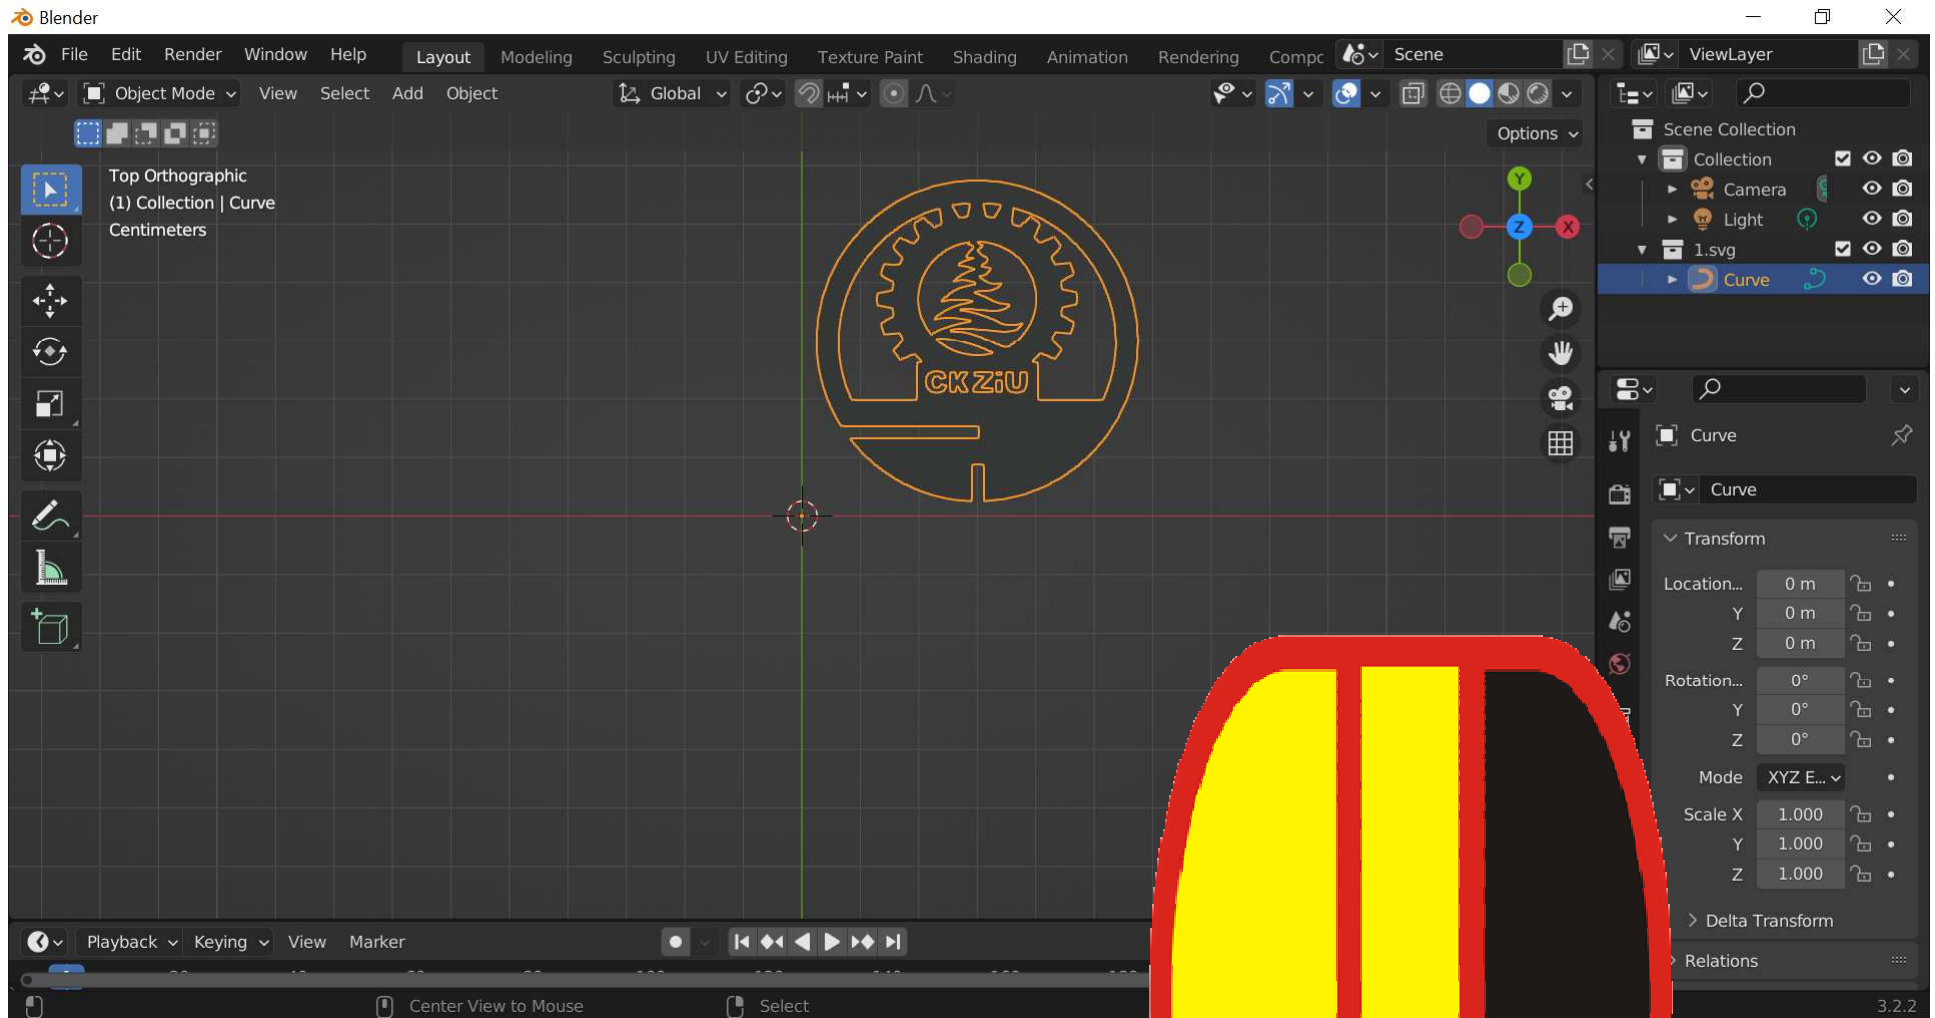 Blender
File Edit Render Window Help Layout Modeling Sculpting UV Editing Texture Paint Shading Animation Rendering Compc Scene ViewLayer
Object Mode View Select Add Object Global
Options
Top Orthographic
(1) Collection | Curve
Centimeters
Y
Z
X
CKZiU
Scene Collection
Collection
Camera
Light
1.svg
Curve
Curve
Curve
Transform
Location... 0 m
Y 0 m
Z 0 m
Rotation... 0°
Y 0°
Z 0°
Mode XYZ E...
Scale X 1.000
Y 1.000
Z 1.000
Delta Transform
Relations
Playback Keying View Marker
Center View to Mouse
Select
3.2.2